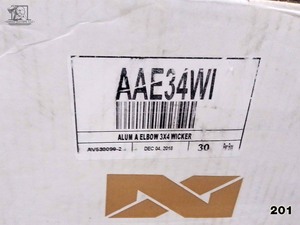 AAE34WI
ALUM A ELBOW 3X4 WICKER
DEC 04, 2018 30
201